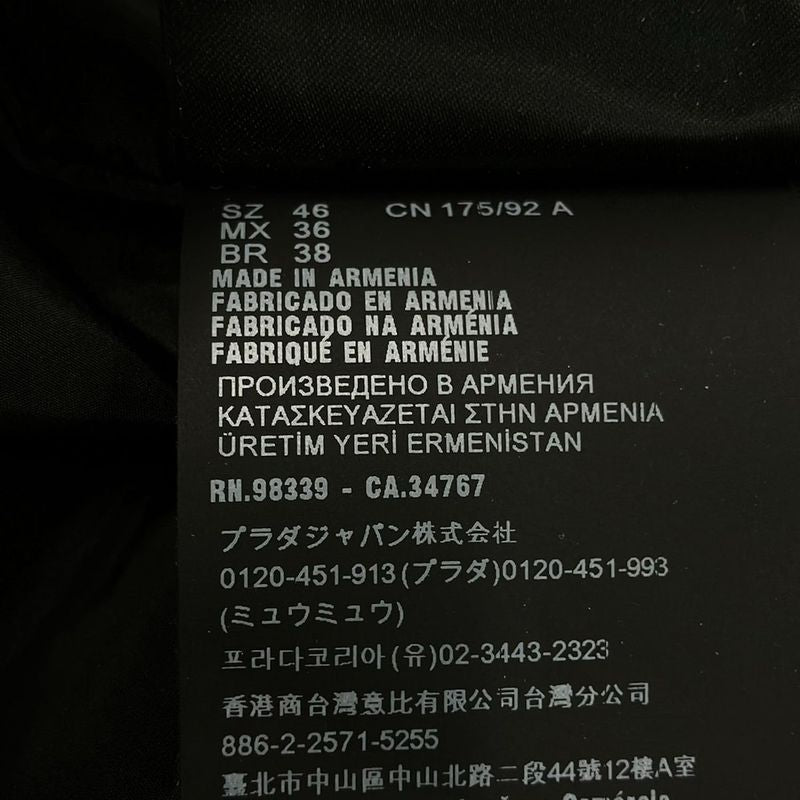 SZ 46 CN 175/92 A
MX 36
BR 38
MADE IN ARMENIA
FABRICADO EN ARMENIA
FABRICADO NA ARMÉNIA
FABRIQUÉ EN ARMÉNIE
ПРОИЗВЕДЕНО В АРМЕНИЯ
ΚΑΤΑΣΚΕΥΑΖΕΤΑΙ ΣΤΗΝ ΑΡΜΕΝΙΑ
ÜRETİM YERİ ERMENİSTAN
RN.98339 - CA.34767
プラダジャパン株式会社
0120-451-913(プラダ)0120-451-993
(ミュウミュウ)
프라다코리아(유)02-3443-2323
香港商台灣意比有限公司台灣分公司
886-2-2571-5255
臺北市中山區中山北路二段44號12樓A室